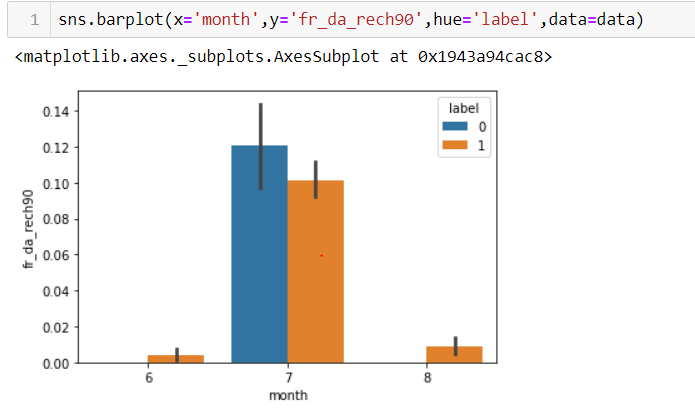 1 sns.barplot(x='month',y='fr_da_rech90',hue='label',data=data)
<matplotlib.axes._subplots.AxesSubplot at 0x1943a94cac8>
label
0
1
0.14
0.12
0.10
0.08
0.06
0.04
0.02
0.00
fr_da_rech90
6 7 8
month